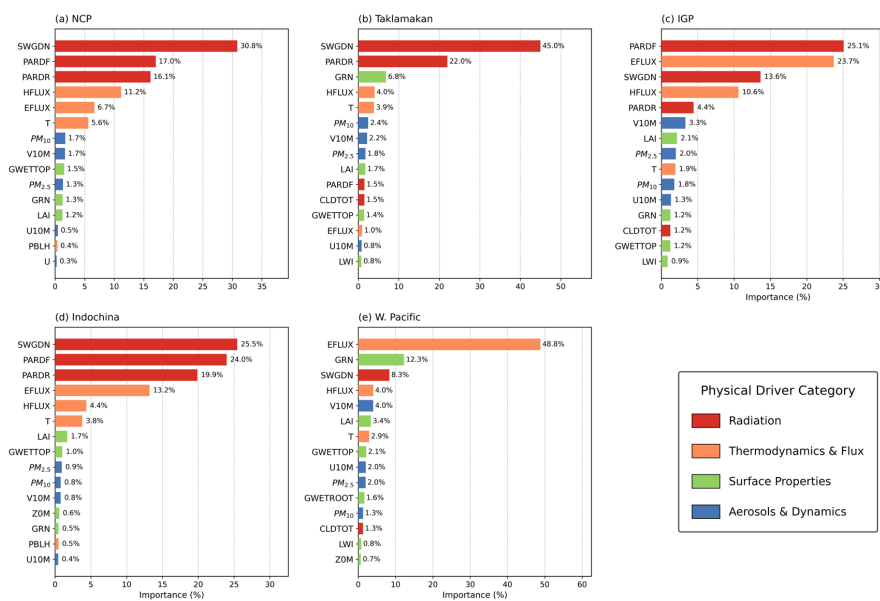 (a) NCP
SWGDN 30.8%
PARDF 17.0%
PARDR 16.1%
HFLUX 11.2%
EFLUX 6.7%
T 5.6%
PM10 1.7%
V10M 1.7%
GWETTOP 1.5%
PM2.5 1.3%
GRN 1.3%
LAI 1.2%
U10M 0.5%
PBLH 0.4%
U 0.3%
0 5 10 15 20 25 30 35
(b) Taklamakan
SWGDN 45.0%
PARDR 22.0%
GRN 6.8%
HFLUX 4.0%
T 3.9%
PM10 2.4%
V10M 2.2%
PM2.5 1.8%
LAI 1.7%
PARDF 1.5%
CLDTOT 1.5%
GWETTOP 1.4%
EFLUX 1.0%
U10M 0.8%
LWI 0.8%
0 10 20 30 40 50
(c) IGP
PARDF 25.1%
EFLUX 23.7%
SWGDN 13.6%
HFLUX 10.6%
PARDR 4.4%
V10M 3.3%
LAI 2.1%
PM2.5 2.0%
T 1.9%
PM10 1.8%
U10M 1.3%
GRN 1.2%
CLDTOT 1.2%
GWETTOP 1.2%
LWI 0.9%
0 5 10 15 20 25 30
Importance (%)
(d) Indochina
SWGDN 25.5%
PARDF 24.0%
PARDR 19.9%
EFLUX 13.2%
HFLUX 4.4%
T 3.8%
LAI 1.7%
GWETTOP 1.0%
PM2.5 0.9%
PM10 0.8%
V10M 0.8%
Z0M 0.6%
GRN 0.5%
PBLH 0.5%
U10M 0.4%
0 5 10 15 20 25 30
Importance (%)
(e) W. Pacific
EFLUX 48.8%
GRN 12.3%
SWGDN 8.3%
HFLUX 4.0%
V10M 4.0%
LAI 3.4%
T 2.9%
GWETTOP 2.1%
U10M 2.0%
PM2.5 2.0%
GWETROOT 1.6%
PM10 1.3%
CLDTOT 1.3%
LWI 0.8%
Z0M 0.7%
0 10 20 30 40 50 60
Importance (%)
Physical Driver Category
Radiation
Thermodynamics & Flux
Surface Properties
Aerosols & Dynamics